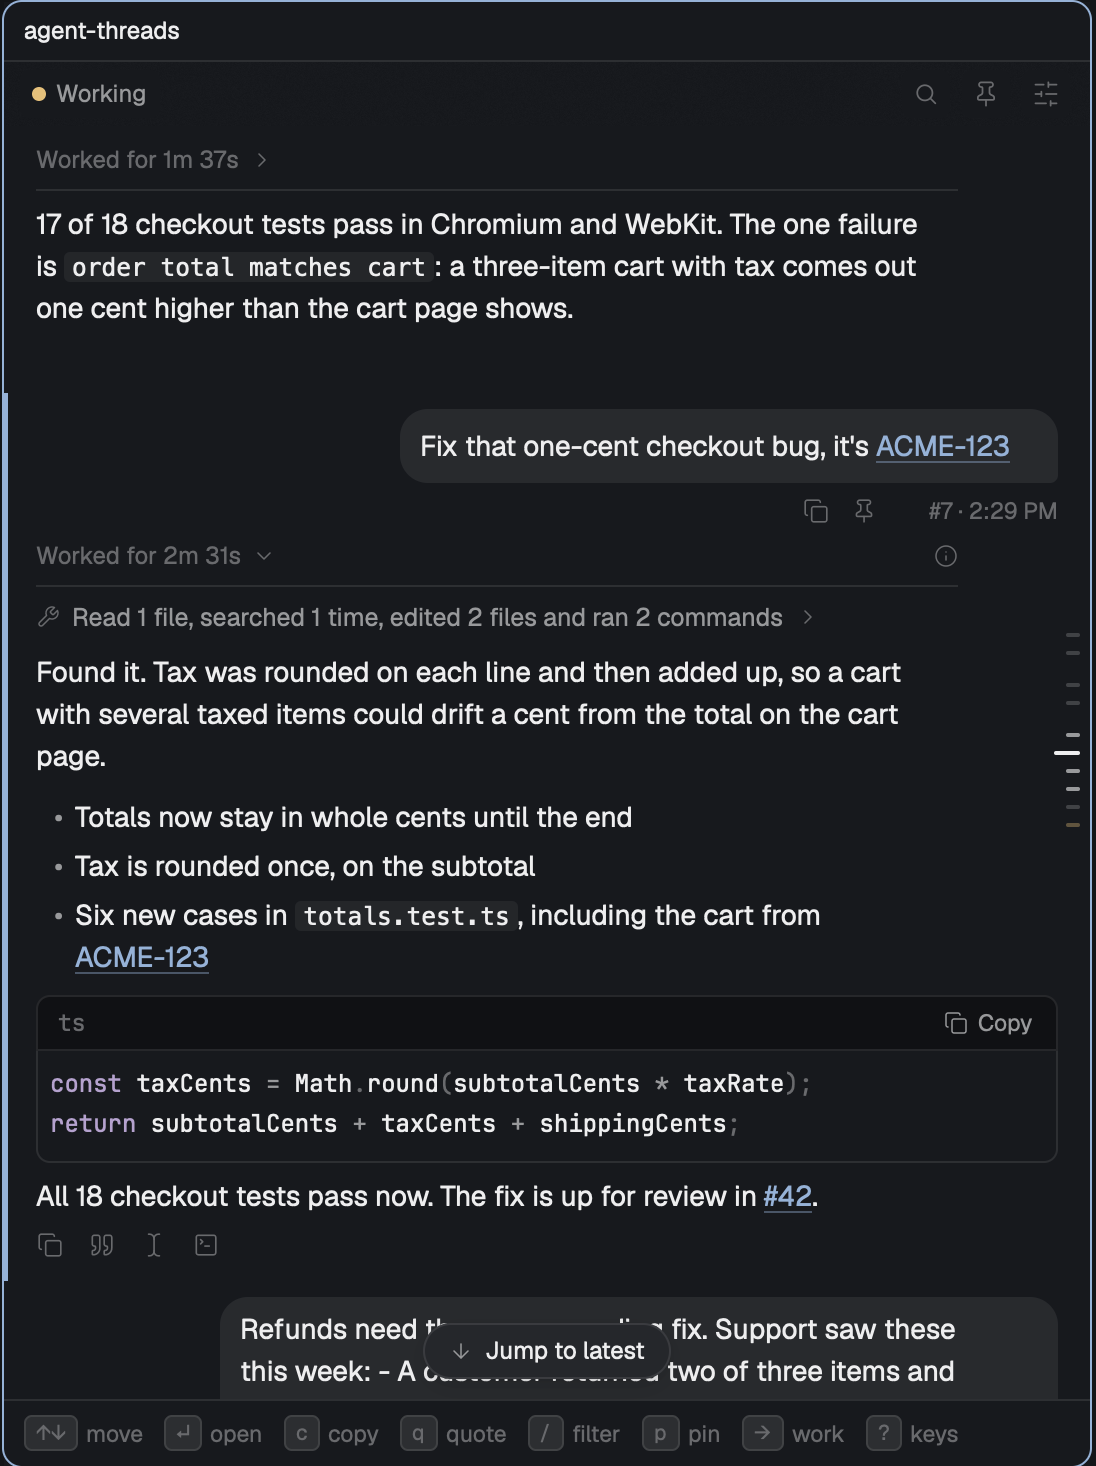 agent-threads
Working
Worked for 1m 37s
17 of 18 checkout tests pass in Chromium and WebKit. The one failure
is order total matches cart: a three-item cart with tax comes out
one cent higher than the cart page shows.
Fix that one-cent checkout bug, it's ACME-123
#7 · 2:29 PM
Worked for 2m 31s
Read 1 file, searched 1 time, edited 2 files and ran 2 commands
Found it. Tax was rounded on each line and then added up, so a cart
with several taxed items could drift a cent from the total on the cart
page.
• Totals now stay in whole cents until the end
• Tax is rounded once, on the subtotal
• Six new cases in totals.test.ts, including the cart from
ACME-123
ts
Copy
const taxCents = Math.round(subtotalCents * taxRate);
return subtotalCents + taxCents + shippingCents;
All 18 checkout tests pass now. The fix is up for review in #42.
Refunds need fix. Support saw these
Jump to latest
this week: - A two of three items and
↑↓ move ↵ open c copy q quote / filter p pin → work ? keys